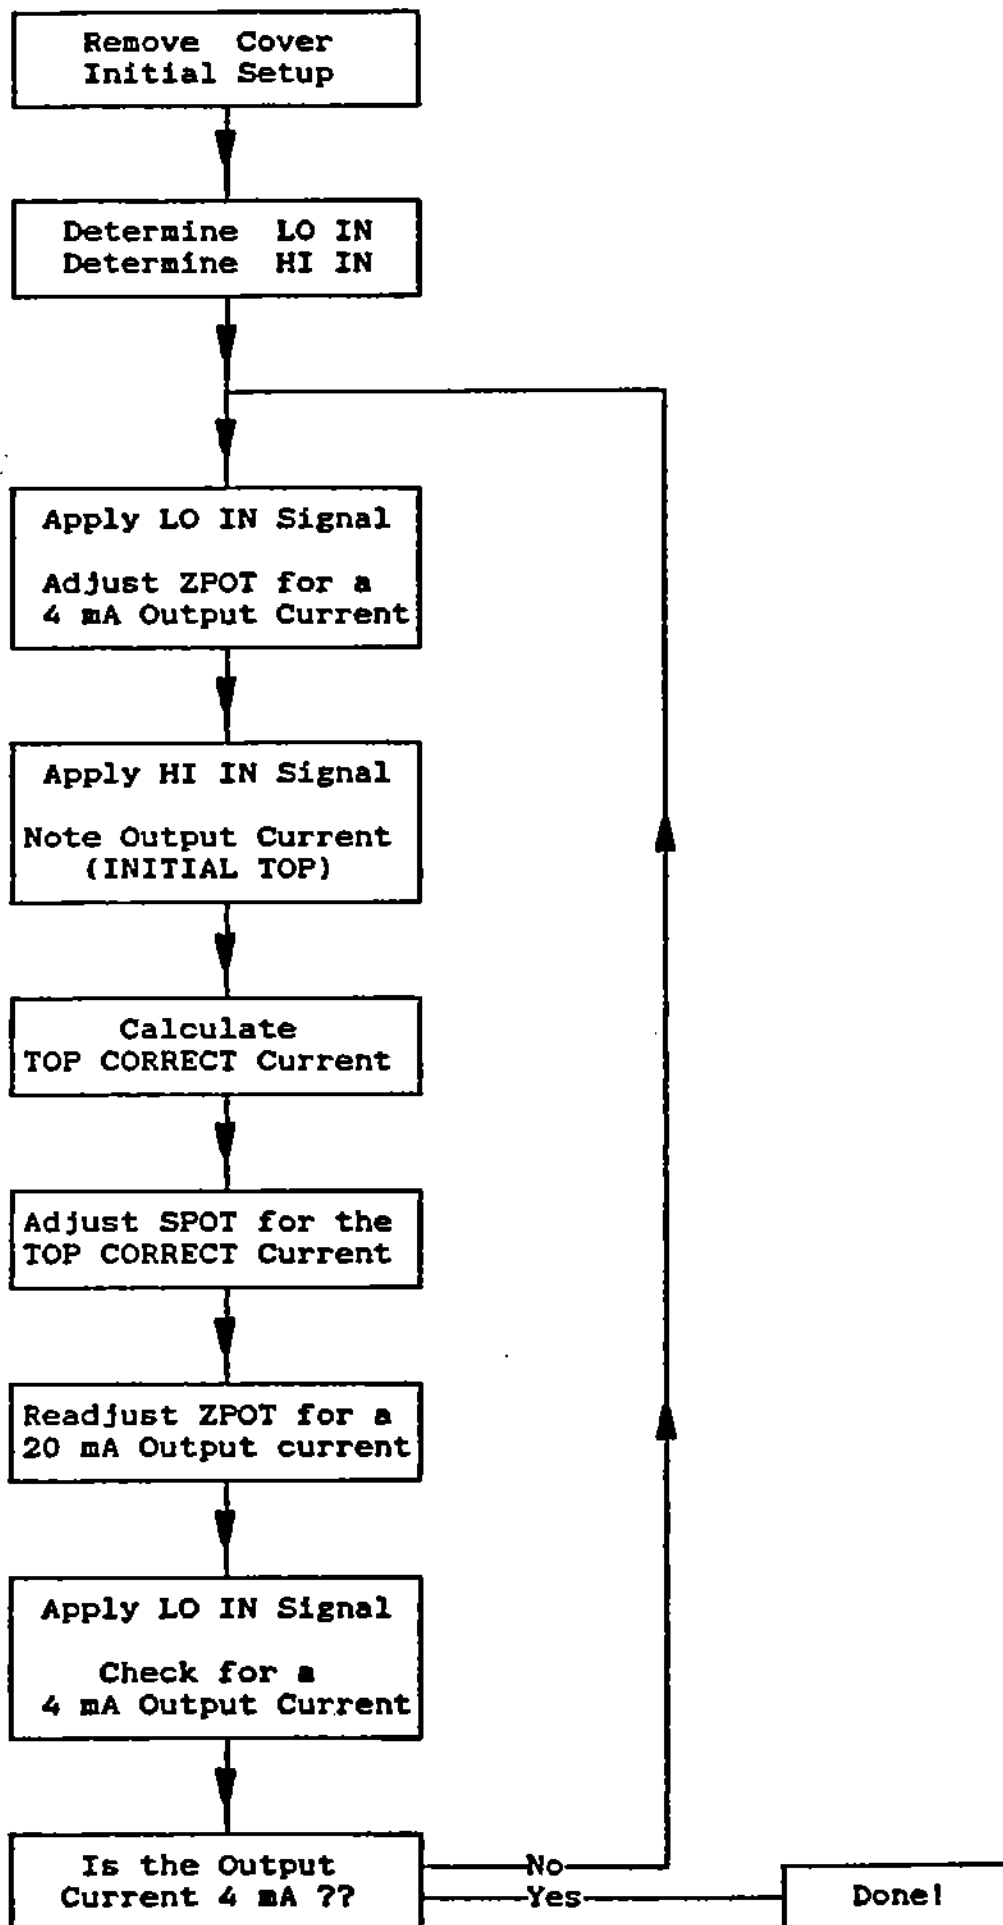 Remove Cover
Initial Setup
Determine LO IN
Determine HI IN
Apply LO IN Signal
Adjust ZPOT for a
4 mA Output Current
Apply HI IN Signal
Note Output Current
(INITIAL TOP)
Calculate
TOP CORRECT Current
Adjust SPOT for the
TOP CORRECT Current
Readjust ZPOT for a
20 mA Output current
Apply LO IN Signal
Check for a
4 mA Output Current
Is the Output
Current 4 mA ??
No
Yes
Done!